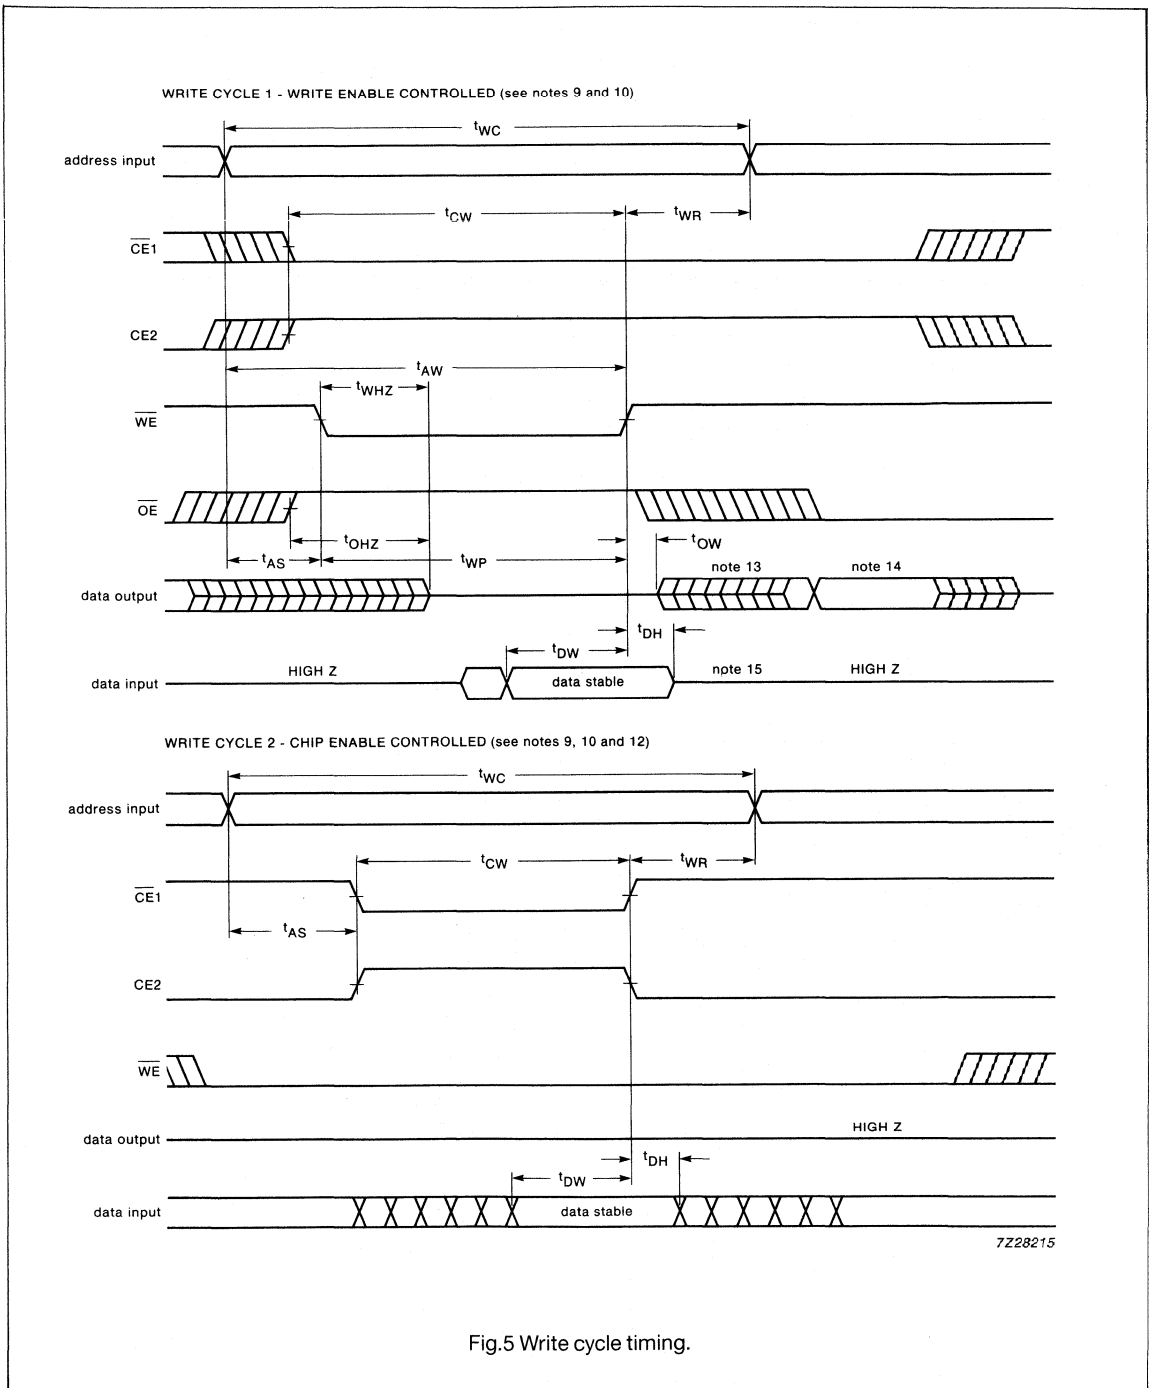 WRITE CYCLE 1 - WRITE ENABLE CONTROLLED (see notes 9 and 10)
tWC
address input
tCW
tWR
CE1
CE2
tAW
tWHZ
WE
OE
tOHZ
tOW
tAS
tWP
note 13
note 14
data output
tDH
tDW
HIGH Z
data stable
note 15
HIGH Z
data input
WRITE CYCLE 2 - CHIP ENABLE CONTROLLED (see notes 9, 10 and 12)
tWC
address input
tCW
tWR
CE1
tAS
CE2
WE
HIGH Z
data output
tDH
tDW
data input
data stable
7Z28215
Fig.5 Write cycle timing.